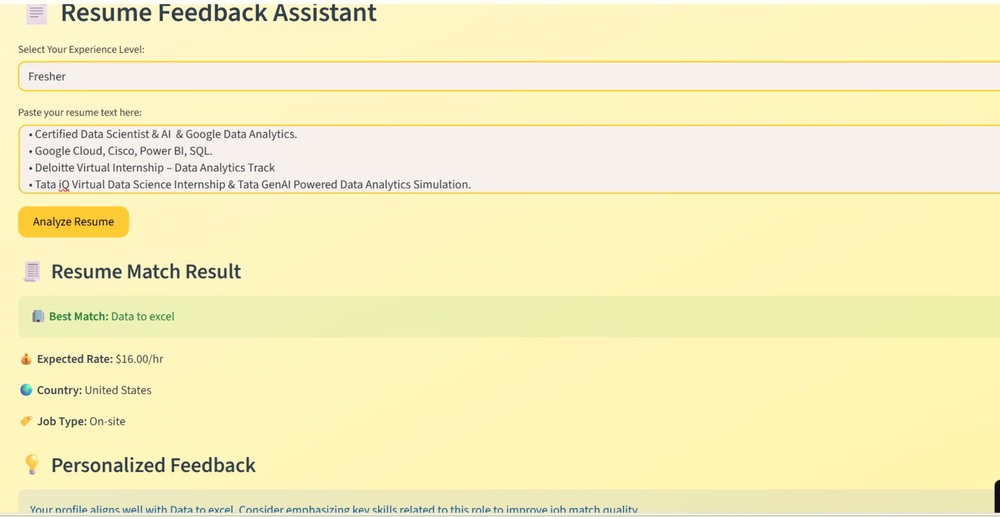 Resume Feedback Assistant
Select Your Experience Level:
Fresher
Paste your resume text here:
• Certified Data Scientist & AI  & Google Data Analytics.
• Google Cloud, Cisco, Power BI, SQL.
• Deloitte Virtual Internship – Data Analytics Track
• Tata iQ Virtual Data Science Internship & Tata GenAI Powered Data Analytics Simulation.
Analyze Resume
Resume Match Result
Best Match: Data to excel
Expected Rate: $16.00/hr
Country: United States
Job Type: On-site
Personalized Feedback
Your profile aligns well with Data to excel. Consider emphasizing key skills related to this role to improve job match quality.